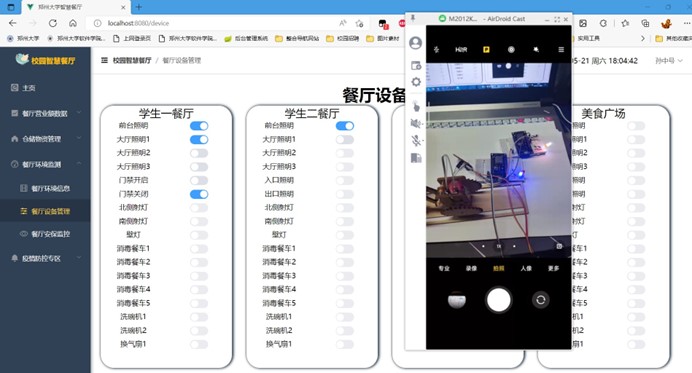 郑州大学智慧餐厅
localhost:8080/device
郑州大学
郑州大学软件学院...
上网登录页
郑州大学软件学院...
后台管理系统
整合导航网站
校园招聘
图片素材
实用工具
其他收藏夹
M2012K... - AirDroid Cast
校园智慧餐厅
校园智慧餐厅 / 餐厅设备管理
05-21 周六 18:04:42
孙中号
主页
餐厅营业额数据
仓储物资管理
餐厅环境监测
餐厅环境信息
餐厅设备管理
餐厅安保监控
疫情防控专区
餐厅设备
学生一餐厅
前台照明
大厅照明1
大厅照明2
大厅照明3
门禁开启
门禁关闭
北侧射灯
南侧射灯
壁灯
消毒餐车1
消毒餐车2
消毒餐车3
消毒餐车4
消毒餐车5
洗碗机1
洗碗机2
换气扇1
学生二餐厅
前台照明
大厅照明1
大厅照明2
大厅照明3
入口照明
出口照明
北侧射灯
南侧射灯
壁灯
消毒餐车1
消毒餐车2
消毒餐车3
消毒餐车4
消毒餐车5
洗碗机1
洗碗机2
换气扇1
美食广场
专业
录像
拍照
人像
更多